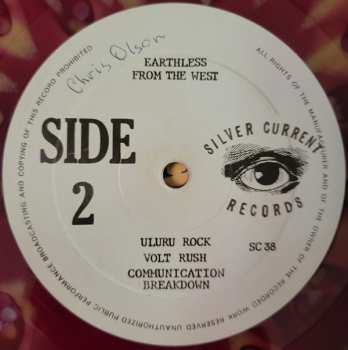 Chris Olson
EARTHLESS
FROM THE WEST
SIDE
2
SILVER CURRENT
RECORDS
ULURU ROCK
VOLT RUSH
COMMUNICATION
BREAKDOWN
SC 38
ALL RIGHTS OF THE MANUFACTURER AND OF THE OWNER OF THE RECORDED WORK RESERVED UNAUTHORIZED PUBLIC PERFORMANCE BROADCASTING AND COPYING OF THIS RECORD PROHIBITED